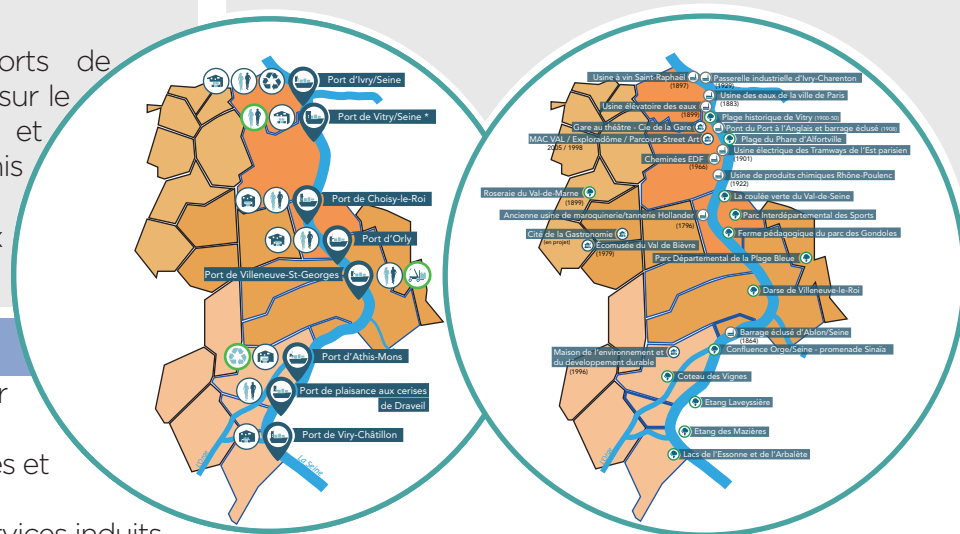 orts de
sur le
et
nis
x
r
es et
rvices induits
Port d'Ivry/Seine
Port de Vitry/Seine *
Port de Choisy-le-Roi
Port d'Orly
Port de Villeneuve-St-Georges
Port d'Athis-Mons
Port de plaisance aux cerises
de Draveil
Port de Viry-Châtillon
La Seine
Usine à vin Saint-Raphaël
(1897)
Passerelle industrielle d'Ivry-Charenton
Usine des eaux de la ville de Paris
(1883)
Usine élévatoire des eaux
(1899)
Plage historique de Vitry (1900-50)
Gare au théâtre - Cie de la Gare
Pont du Port à l'Anglais et barrage éclusé (1908)
MAC VAL / Exploradôme / Parcours Street Art
2005 / 1998
Plage du Phare d'Alfortville
Usine électrique des Tramways de l'Est parisien
(1901)
Cheminées EDF
(1966)
Usine de produits chimiques Rhône-Poulenc
(1922)
Roseraie du Val-de-Marne
(1899)
La coulée verte du Val-de-Seine
Ancienne usine de maroquinerie/tannerie Hollander
(1796)
Parc Interdépartemental des Sports
Cité de la Gastronomie
(en projet)
Ferme pédagogique du parc des Gondoles
Ecomusée du Val de Bièvre
(1979)
Parc Départemental de la Plage Bleue
Darse de Villeneuve-le-Roi
Barrage éclusé d'Ablon/Seine
(1864)
Maison de l'environnement et
du développement durable
(1996)
Confluence Orge/Seine - promenade Sinaïa
Coteau des Vignes
Etang Laveyssière
Etang des Mazières
Lacs de l'Essonne et de l'Arbalète